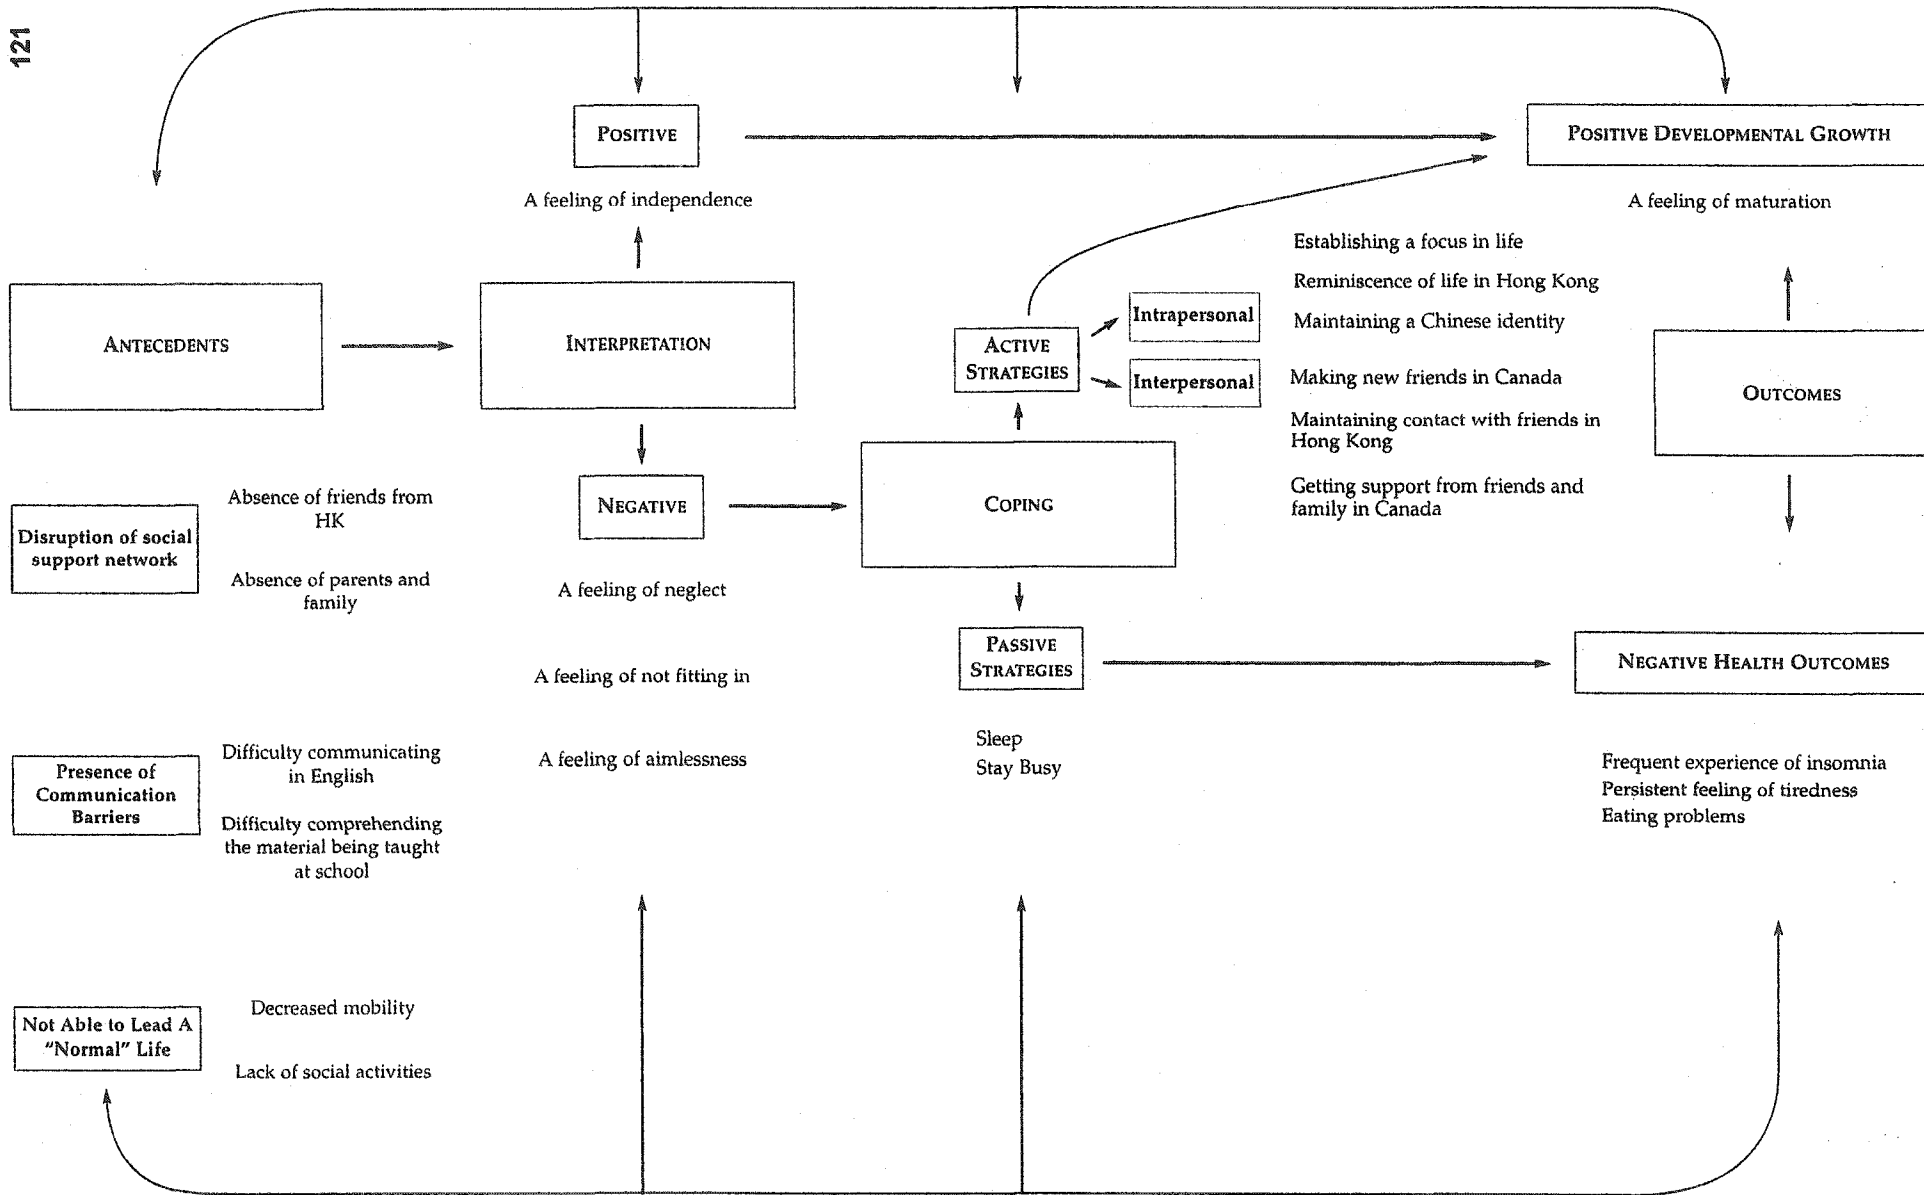 121
POSITIVE
A feeling of independence
POSITIVE DEVELOPMENTAL GROWTH
A feeling of maturation
ANTECEDENTS
INTERPRETATION
ACTIVE
STRATEGIES
Intrapersonal
Interpersonal
Establishing a focus in life
Reminiscence of life in Hong Kong
Maintaining a Chinese identity
Making new friends in Canada
Maintaining contact with friends in
Hong Kong
Getting support from friends and
family in Canada
OUTCOMES
Disruption of social
support network
Absence of friends from
HK
Absence of parents and
family
NEGATIVE
A feeling of neglect
A feeling of not fitting in
A feeling of aimlessness
COPING
PASSIVE
STRATEGIES
Sleep
Stay Busy
NEGATIVE HEALTH OUTCOMES
Frequent experience of insomnia
Persistent feeling of tiredness
Eating problems
Presence of
Communication
Barriers
Difficulty communicating
in English
Difficulty comprehending
the material being taught
at school
Not Able to Lead A
"Normal" Life
Decreased mobility
Lack of social activities